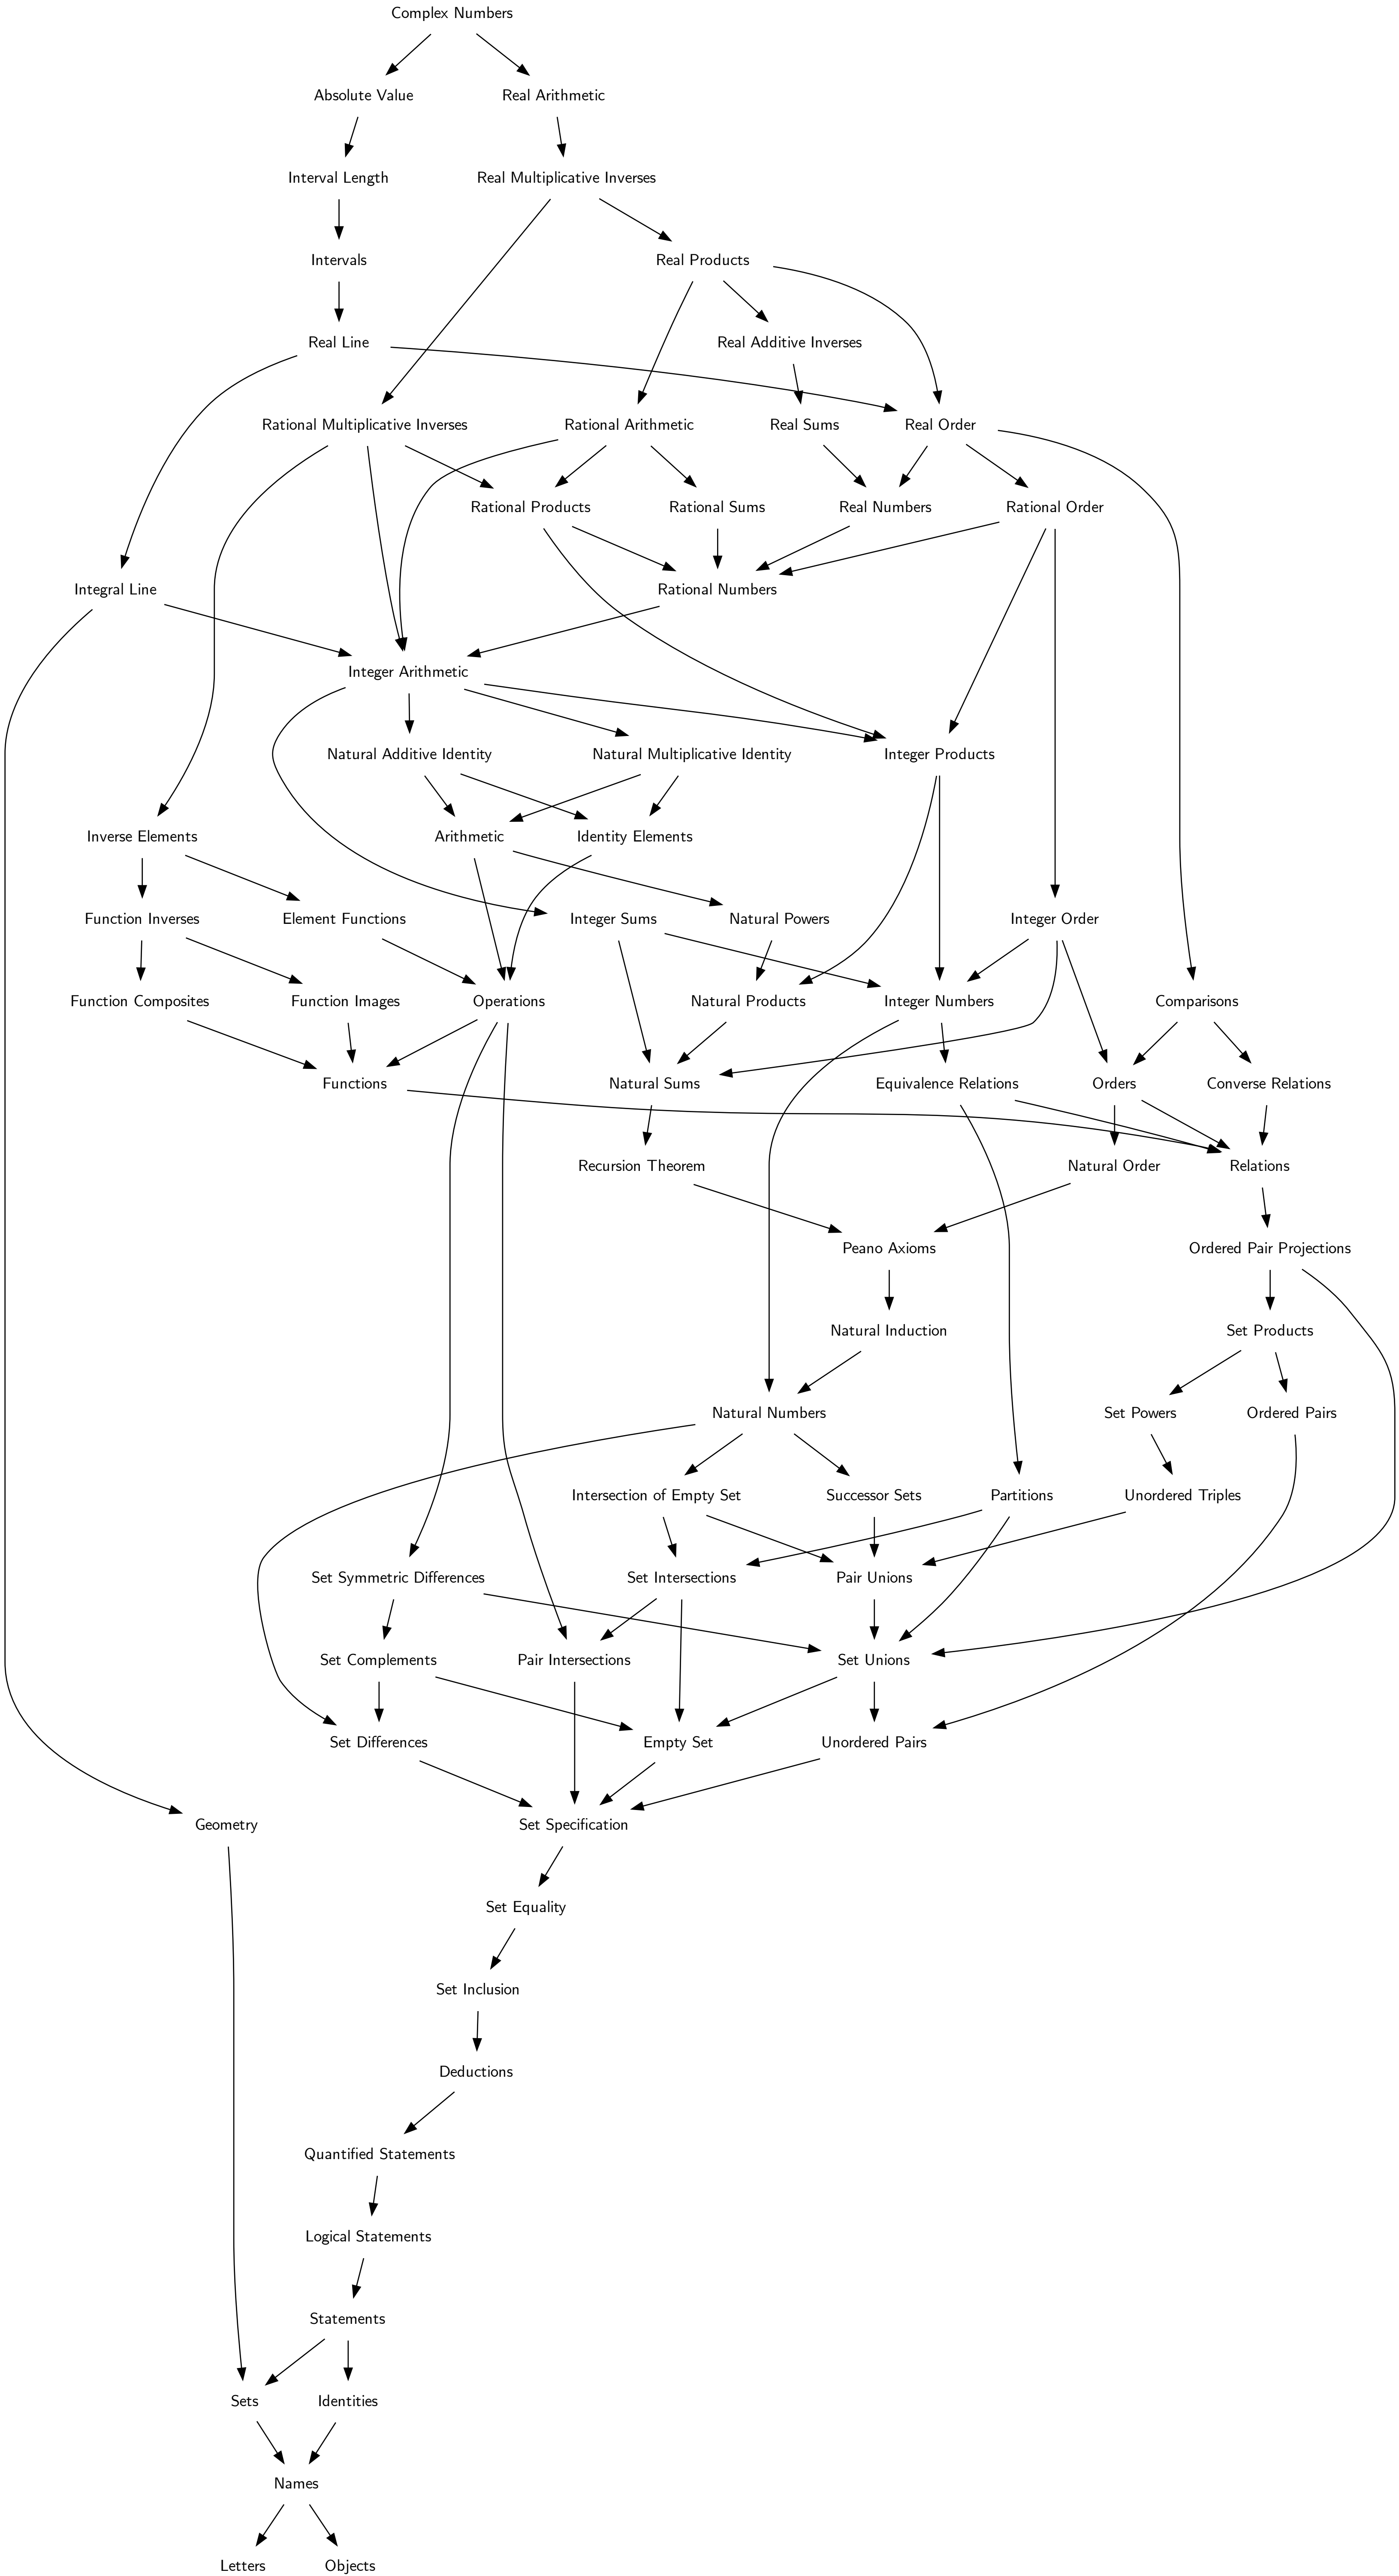 Complex Numbers
Absolute Value
Real Arithmetic
Interval Length
Real Multiplicative Inverses
Intervals
Real Products
Real Line
Real Additive Inverses
Rational Multiplicative Inverses
Rational Arithmetic
Real Sums
Real Order
Rational Products
Rational Sums
Real Numbers
Rational Order
Integral Line
Rational Numbers
Integer Arithmetic
Natural Additive Identity
Natural Multiplicative Identity
Integer Products
Inverse Elements
Arithmetic
Identity Elements
Function Inverses
Element Functions
Integer Sums
Natural Powers
Integer Order
Function Composites
Function Images
Operations
Natural Products
Integer Numbers
Comparisons
Functions
Natural Sums
Equivalence Relations
Orders
Converse Relations
Recursion Theorem
Natural Order
Relations
Peano Axioms
Ordered Pair Projections
Natural Induction
Set Products
Natural Numbers
Set Powers
Ordered Pairs
Intersection of Empty Set
Successor Sets
Partitions
Unordered Triples
Set Symmetric Differences
Set Intersections
Pair Unions
Set Complements
Pair Intersections
Set Unions
Set Differences
Empty Set
Unordered Pairs
Geometry
Set Specification
Set Equality
Set Inclusion
Deductions
Quantified Statements
Logical Statements
Statements
Sets
Identities
Names
Letters
Objects